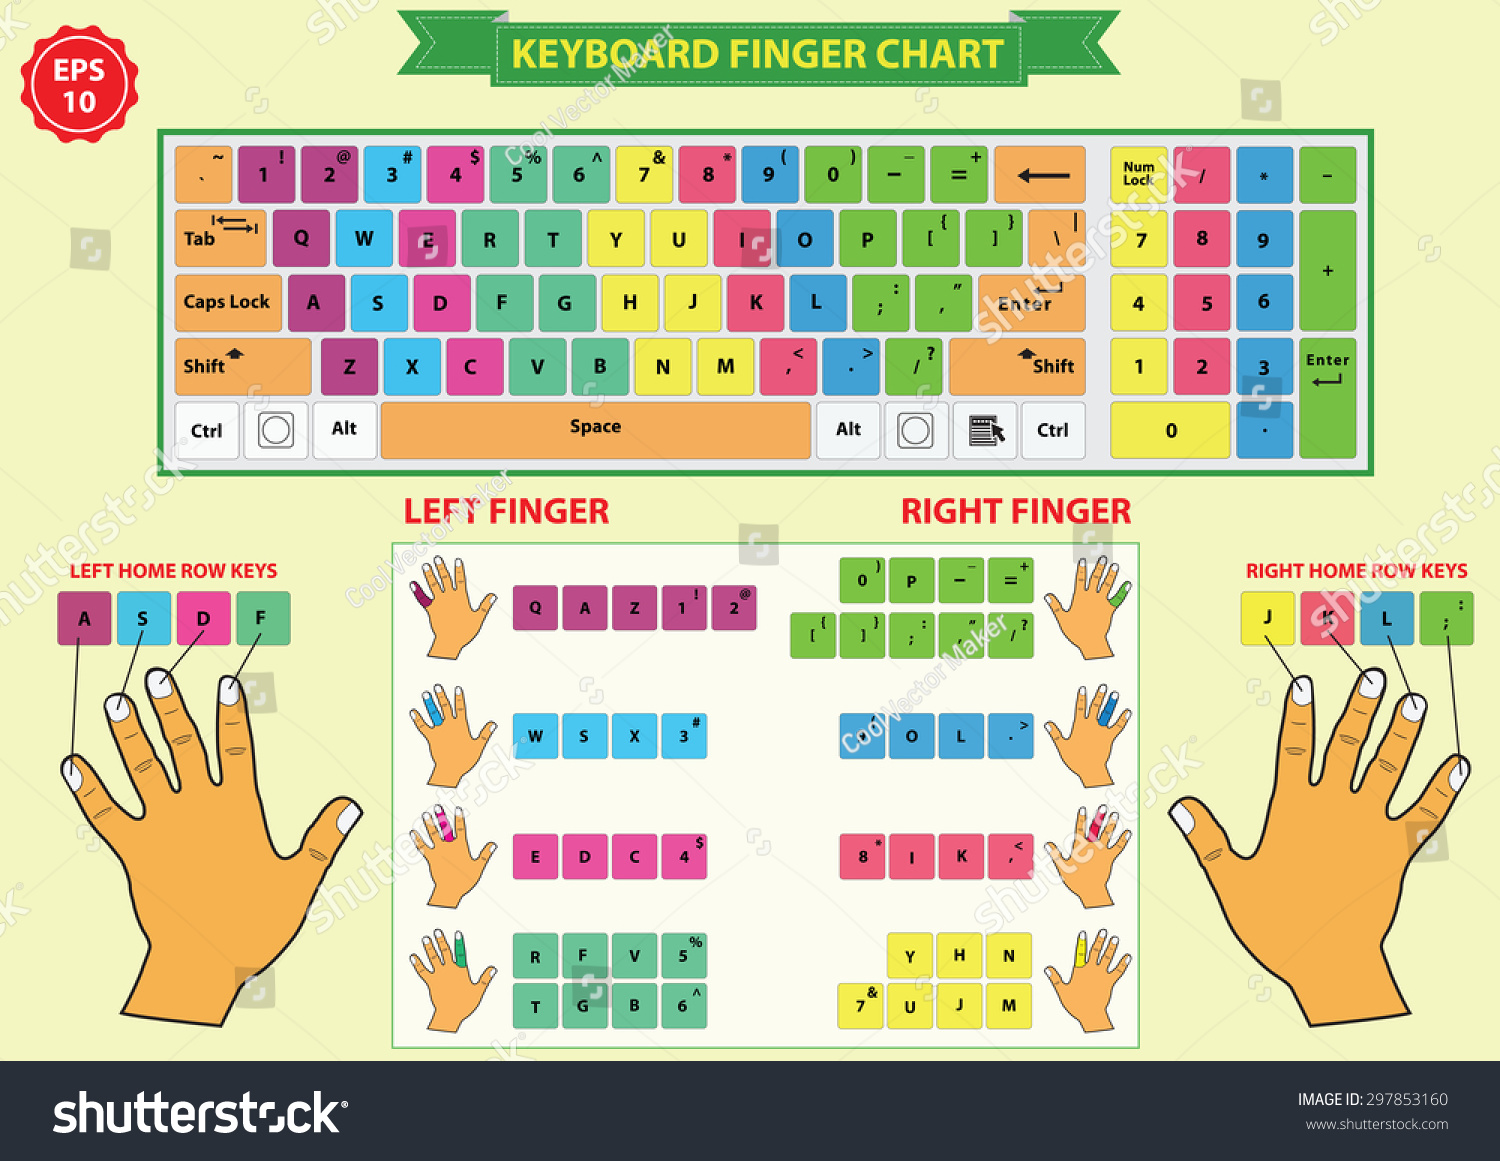 EPS
10
KEYBOARD FINGER CHART
~ ` ! 1 @ 2 # 3 $ 4 % 5 ^ 6 & 7 * 8 ( 9 ) 0 _ - + = Num Lock / * -
Tab Q W E R T Y U I O P { [ } ] | \ 7 8 9 +
Caps Lock A S D F G H J K L : ; " , Enter 4 5 6
Shift Z X C V B N M < , > . ? / Shift 1 2 3 Enter
Ctrl Alt Space Alt Ctrl 0 .
LEFT FINGER RIGHT FINGER
LEFT HOME ROW KEYS
A S D F
RIGHT HOME ROW KEYS
J K L : ;
Q A Z ! 1 @ 2
) 0 P _ - + =
{ [ } ] : ; " , ? /
W S X # 3
O L > .
E D C $ 4
* 8 I K < ,
R F V % 5
T G B ^ 6
Y H N
& 7 U J M
shutterstock
CoolVector Maker
shutterstock
IMAGE ID: 297853160
www.shutterstock.com